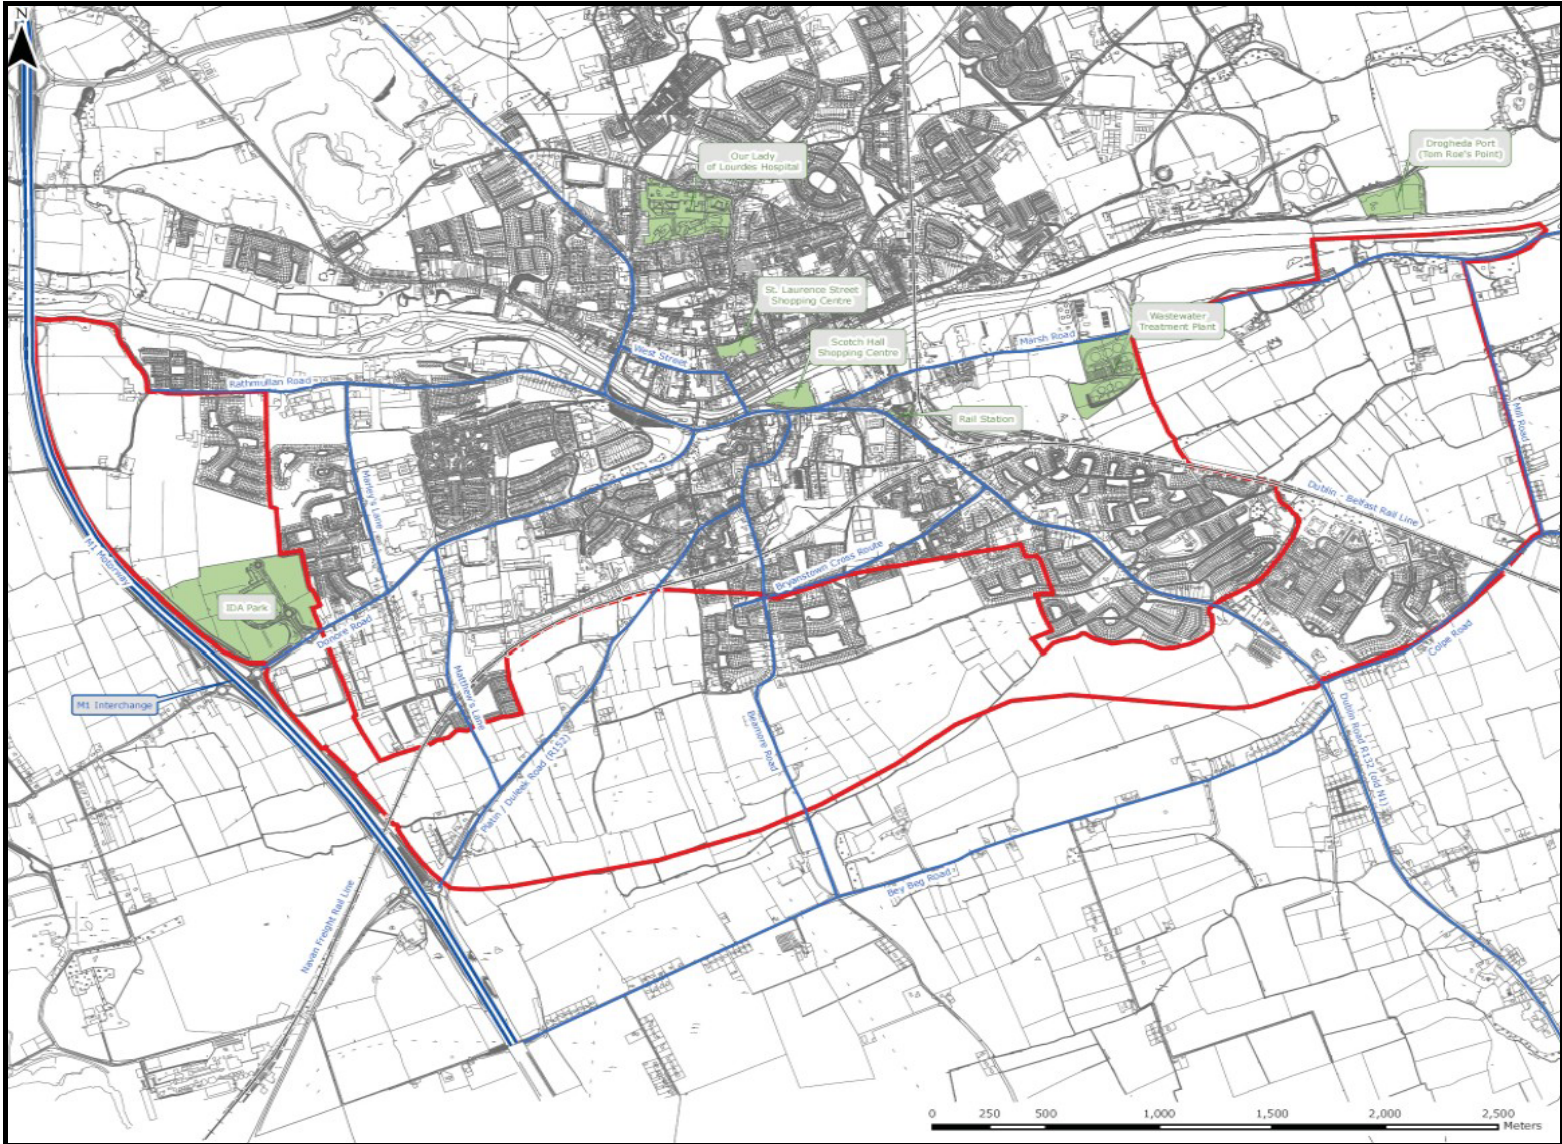 N
Our Lady
of Lourdes Hospital
Drogheda Port
(Tom Roe's Point)
St. Laurence Street
Shopping Centre
Wastewater
Treatment Plant
Scotch Hall
Shopping Centre
Marsh Road
West Street
Rathmullan Road
Rail Station
Mill Road
Marley's Lane
Dublin - Belfast Rail Line
M1 Motorway
Bryanstown Cross Route
IDA Park
Donore Road
Colpe Road
M1 Interchange
Matthew's Lane
Beamore Road
Dublin Road R132 (old N1)
Platin / Duleek Road (R152)
Bey Beg Road
Navan Freight Rail Line
0 250 500 1,000 1,500 2,000 2,500
Meters